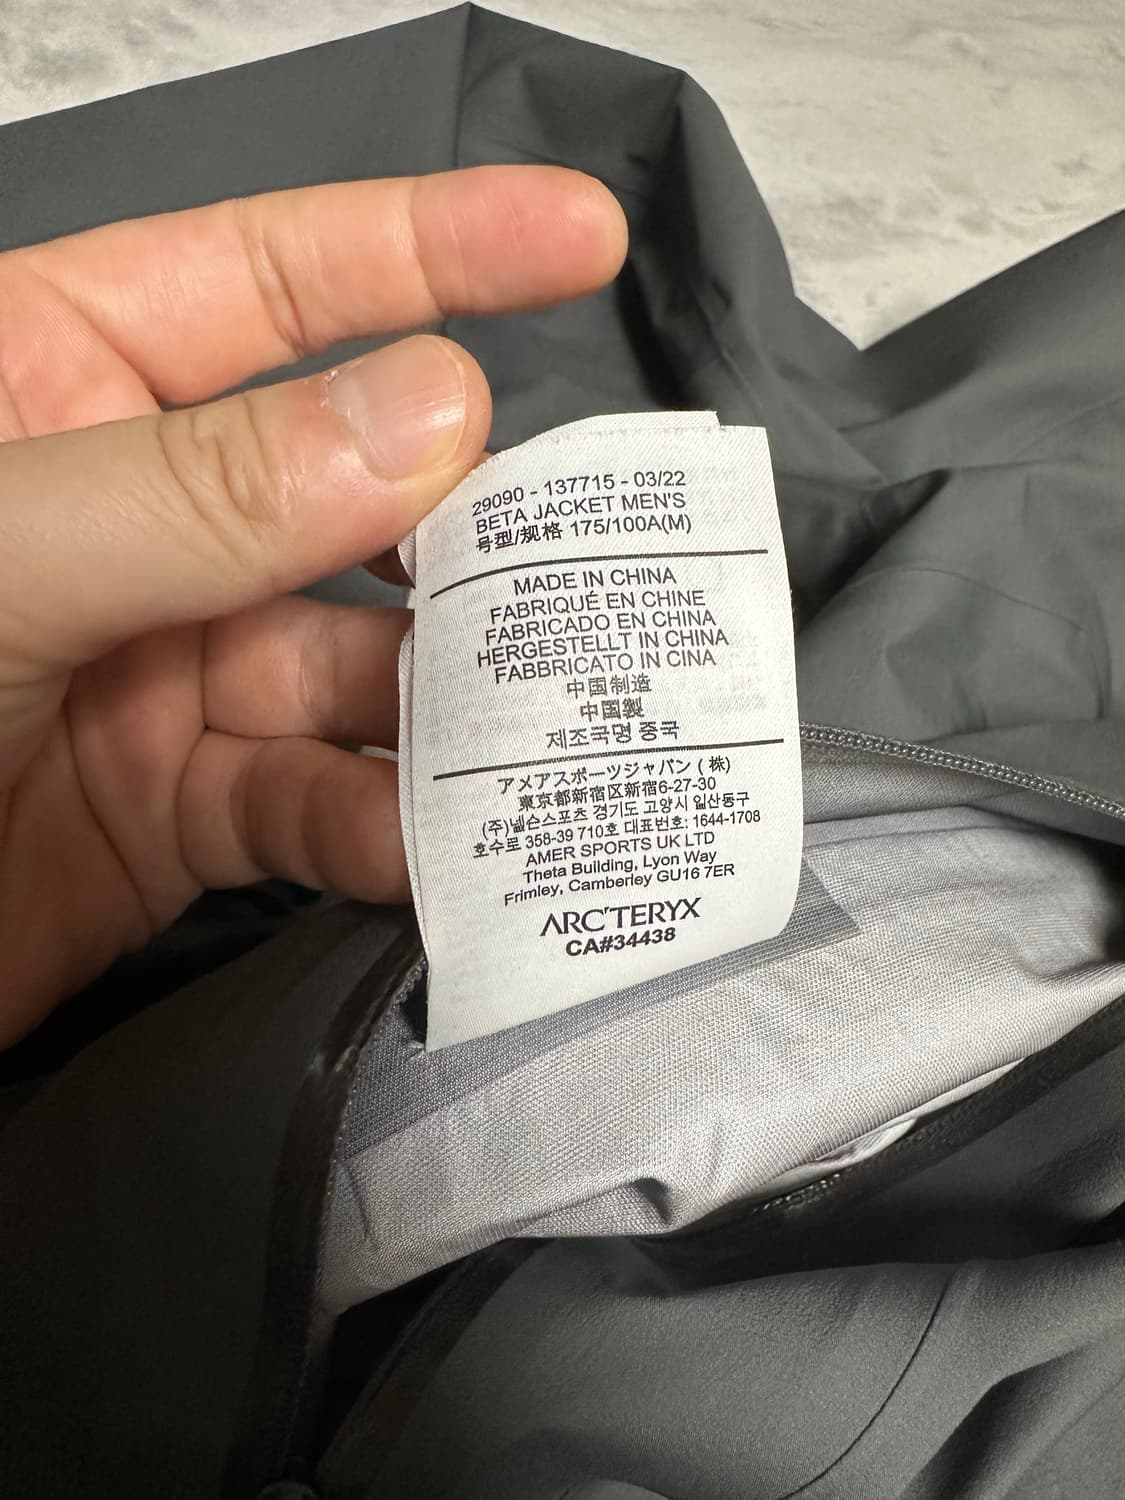 29090 - 137715 - 03/22
BETA JACKET MEN'S
号型/规格 175/100A(M)
MADE IN CHINA
FABRIQUÉ EN CHINE
FABRICADO EN CHINA
HERGESTELLT IN CHINA
FABBRICATO IN CINA
中国制造
中国製
제조국명 중국
アメアスポーツジャパン (株)
東京都新宿区新宿6-27-30
(주)넬슨스포츠 경기도 고양시 일산동구
호수로 358-39 710호 대표번호: 1644-1708
AMER SPORTS UK LTD
Theta Building, Lyon Way
Frimley, Camberley GU16 7ER
ARC'TERYX
CA#34438